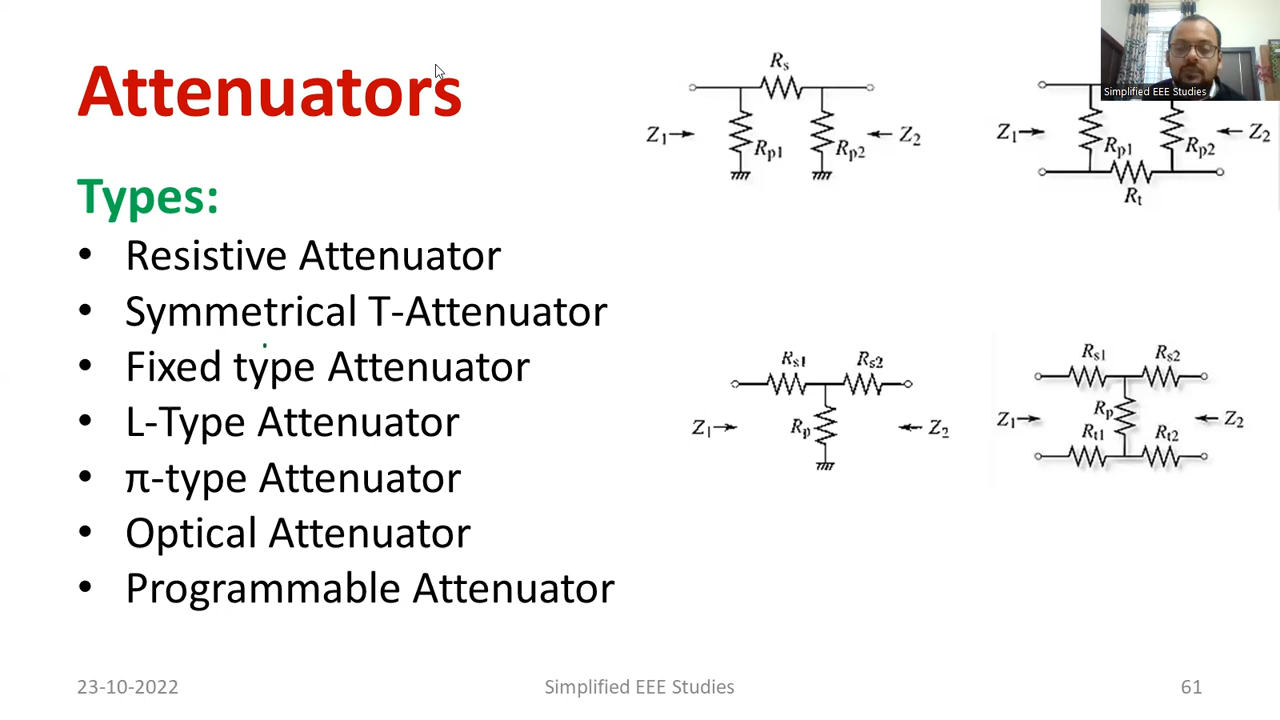 Attenuators
Types:
• Resistive Attenuator
• Symmetrical T-Attenuator
• Fixed type Attenuator
• L-Type Attenuator
• π-type Attenuator
• Optical Attenuator
• Programmable Attenuator
Rs
Z1
Rp1
Rp2
Z2
Simplified EEE Studies
Z1
Rp1
Rp2
Z2
Rt
Rs1
Rs2
Z1
Rp
Z2
Rs1
Rs2
Z1
Rp
Z2
Rt1
Rt2
23-10-2022
Simplified EEE Studies
61